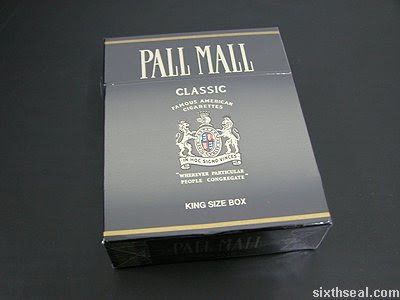 PALL MALL
CLASSIC
FAMOUS AMERICAN
CIGARETTES
IN HOC SIGNO VINCES
"WHEREVER PARTICULAR
PEOPLE CONGREGATE"
KING SIZE BOX
PALL MALL
sixthseal.com